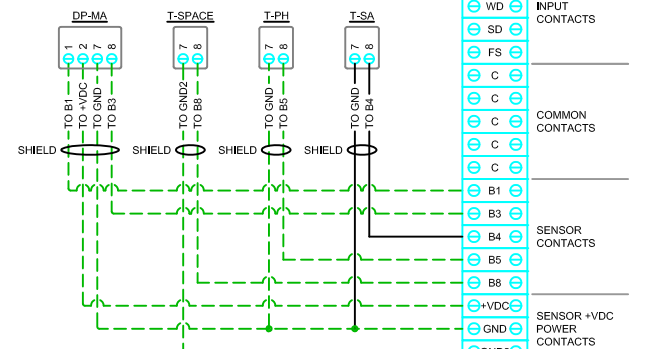 DP-MA
T-SPACE
T-PH
T-SA
1 2 7 8
7 8
7 8
7 8
TO B1
TO +VDC
TO GND
TO B3
TO GND2
TO B8
TO GND
TO B5
TO GND
TO B4
SHIELD
SHIELD
SHIELD
SHIELD
WD
SD
FS
C
C
C
C
C
B1
B3
B4
B5
B8
+VDC
GND
INPUT
CONTACTS
COMMON
CONTACTS
SENSOR
CONTACTS
SENSOR +VDC
POWER
CONTACTS